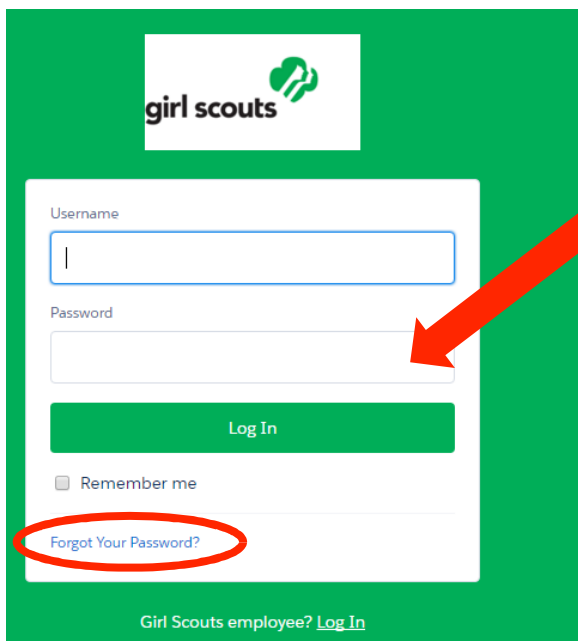 girl scouts
Username
Password
Log In
Remember me
Forgot Your Password?
Girl Scouts employee? Log In